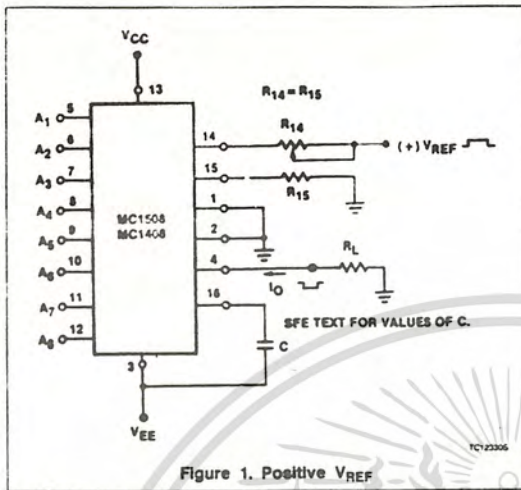 VCC
13
R14 = R15
A1 5
14
R14
(+) VREF
A2 6
15
R15
A3 7
1
A4 8
MC1508
MC1408
2
A5 9
4
IO
RL
A6 10
16
SFE TEXT FOR VALUES OF C.
A7 11
C
A8 12
3
VEE
TC123305
Figure 1. Positive VREF